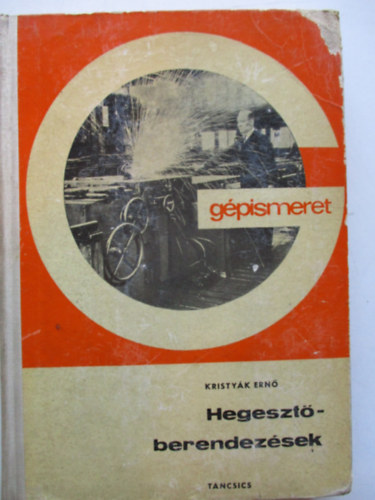 gépismeret
KRISTYÁK ERNŐ
Hegesztő-
berendezések
TANCSICS